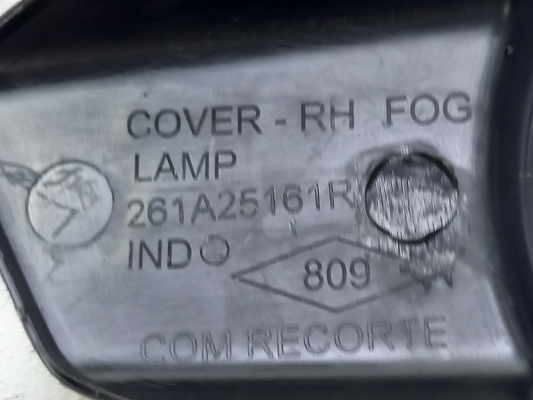 COVER - RH FOG
LAMP
261A25161R
IND
809
COM RECORTE